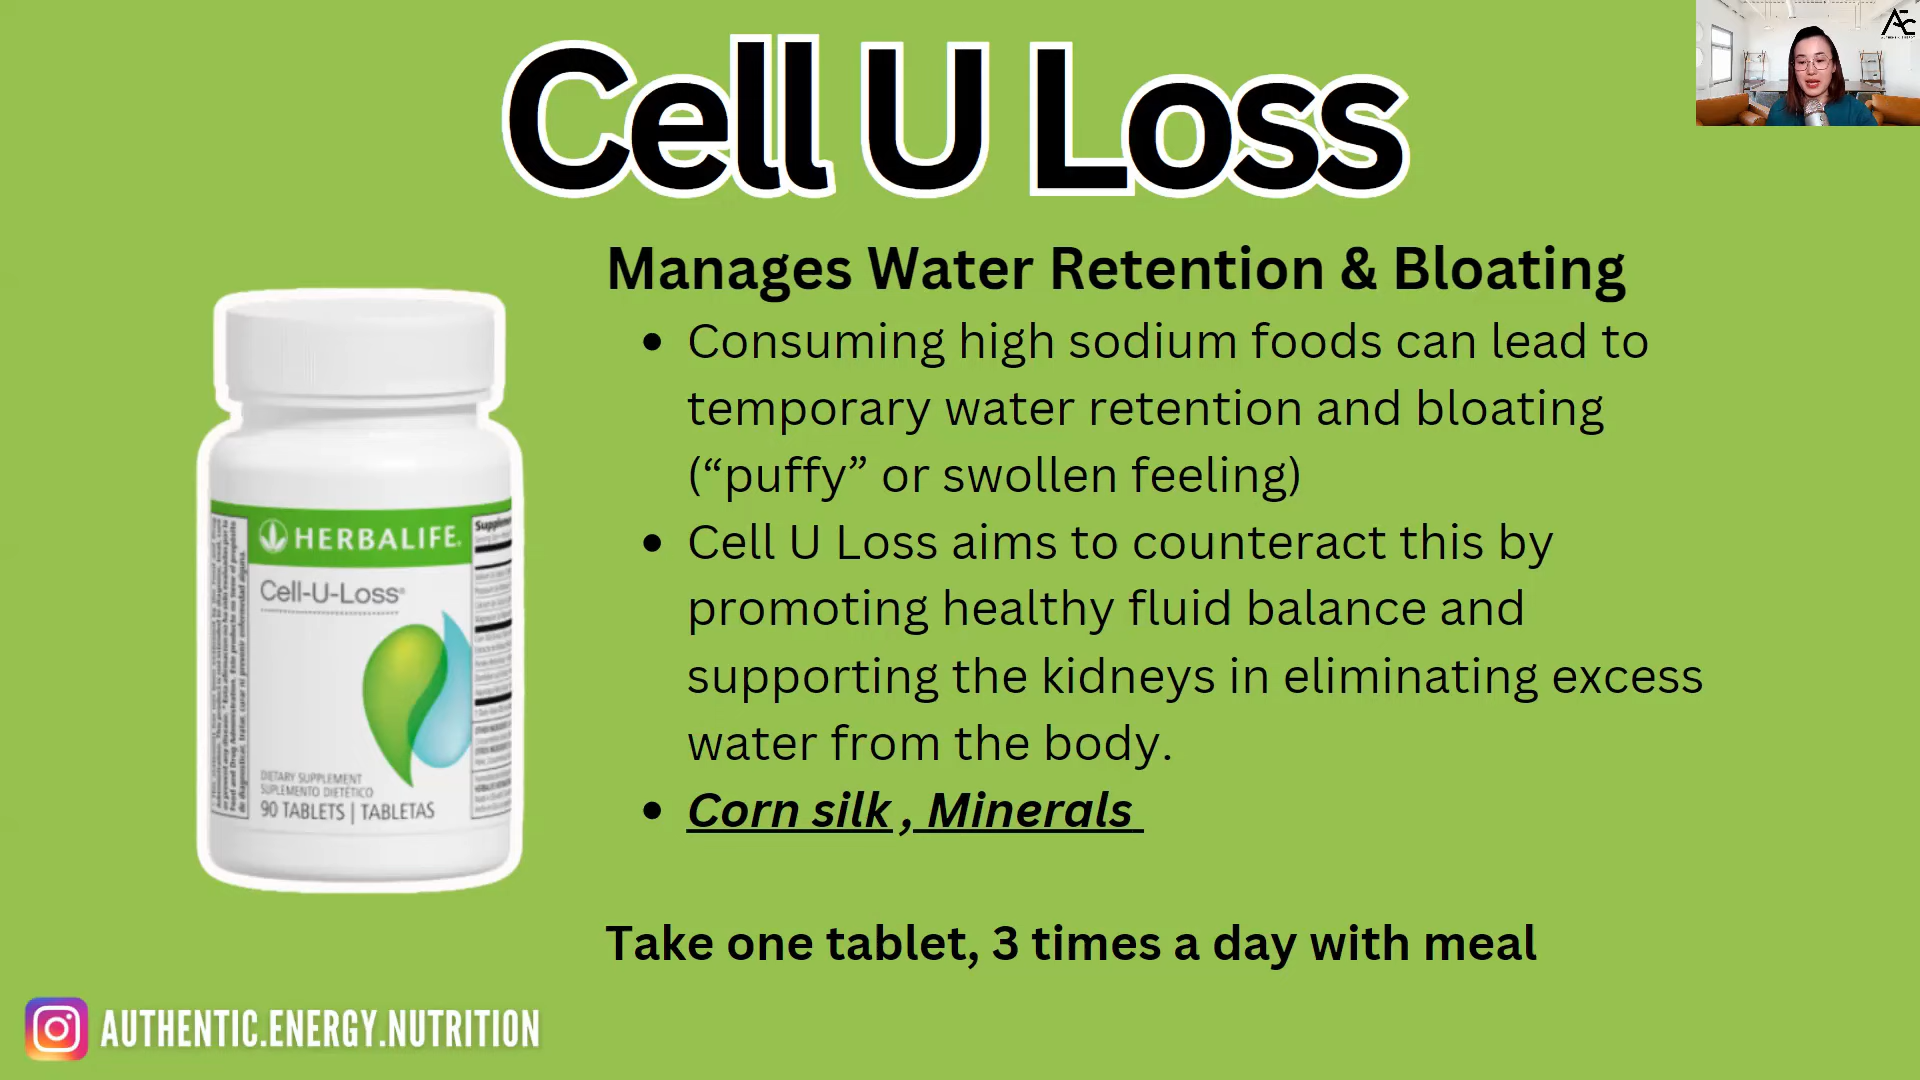 Cell U Loss
AEC
Manages Water Retention & Bloating
• Consuming high sodium foods can lead to
temporary water retention and bloating
(“puffy” or swollen feeling)
• Cell U Loss aims to counteract this by
promoting healthy fluid balance and
supporting the kidneys in eliminating excess
water from the body.
• Corn silk , Minerals
Take one tablet, 3 times a day with meal
HERBALIFE.
Cell-U-Loss®
DIETARY SUPPLEMENT
SUPLEMENTO DIETÉTICO
90 TABLETS | TABLETAS
AUTHENTIC.ENERGY.NUTRITION